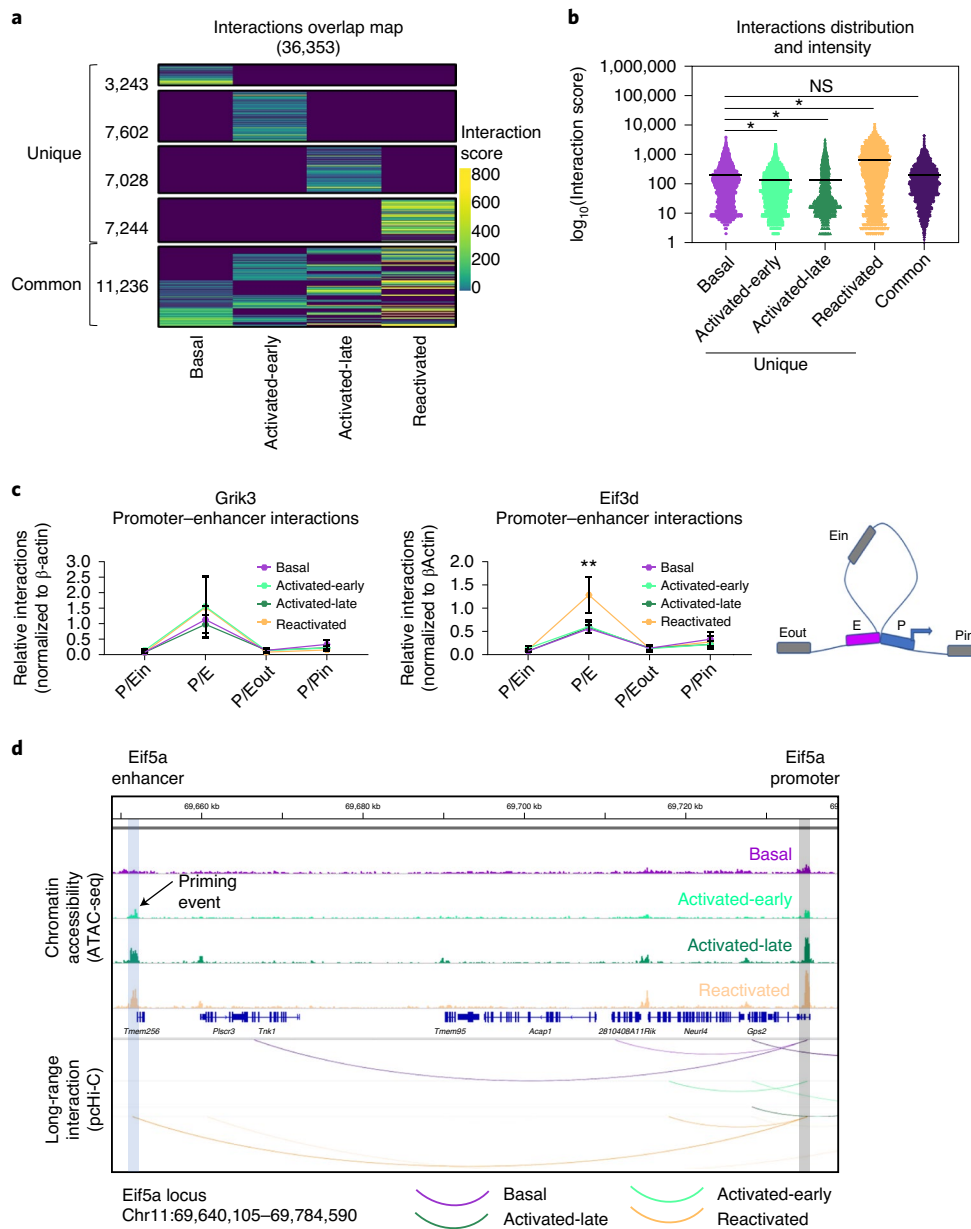 a
Interactions overlap map
(36,353)
Unique
Common
3,243
7,602
7,028
7,244
11,236
Interaction
score
800
600
400
200
0
Basal
Activated-early
Activated-late
Reactivated
b
Interactions distribution
and intensity
log10(Interaction score)
1,000,000
100,000
10,000
1,000
100
10
1
NS
*
*
*
Basal
Activated-early
Activated-late
Reactivated
Common
Unique
c
Grik3
Promoter–enhancer interactions
Relative interactions
(normalized to β-actin)
3.0
2.5
2.0
1.5
1.0
0.5
0.0
Basal
Activated-early
Activated-late
Reactivated
P/Ein
P/E
P/Eout
P/Pin
Eif3d
Promoter–enhancer interactions
Relative interactions
(normalized to βActin)
2.0
1.5
1.0
0.5
0.0
**
Basal
Activated-early
Activated-late
Reactivated
P/Ein
P/E
P/Eout
P/Pin
Ein
Eout
E
P
Pin
d
Eif5a
enhancer
Eif5a
promoter
69,660 kb
69,680 kb
69,700 kb
69,720 kb
69
Chromatin
accessibility
(ATAC-seq)
Basal
Priming
event
Activated-early
Activated-late
Reactivated
Tmem256
Plscr3
Tnk1
Tmem95
Acap1
2810408A11Rik
Neurl4
Gps2
Long-range
interaction
(pcHi-C)
Eif5a locus
Chr11:69,640,105–69,784,590
Basal
Activated-late
Activated-early
Reactivated